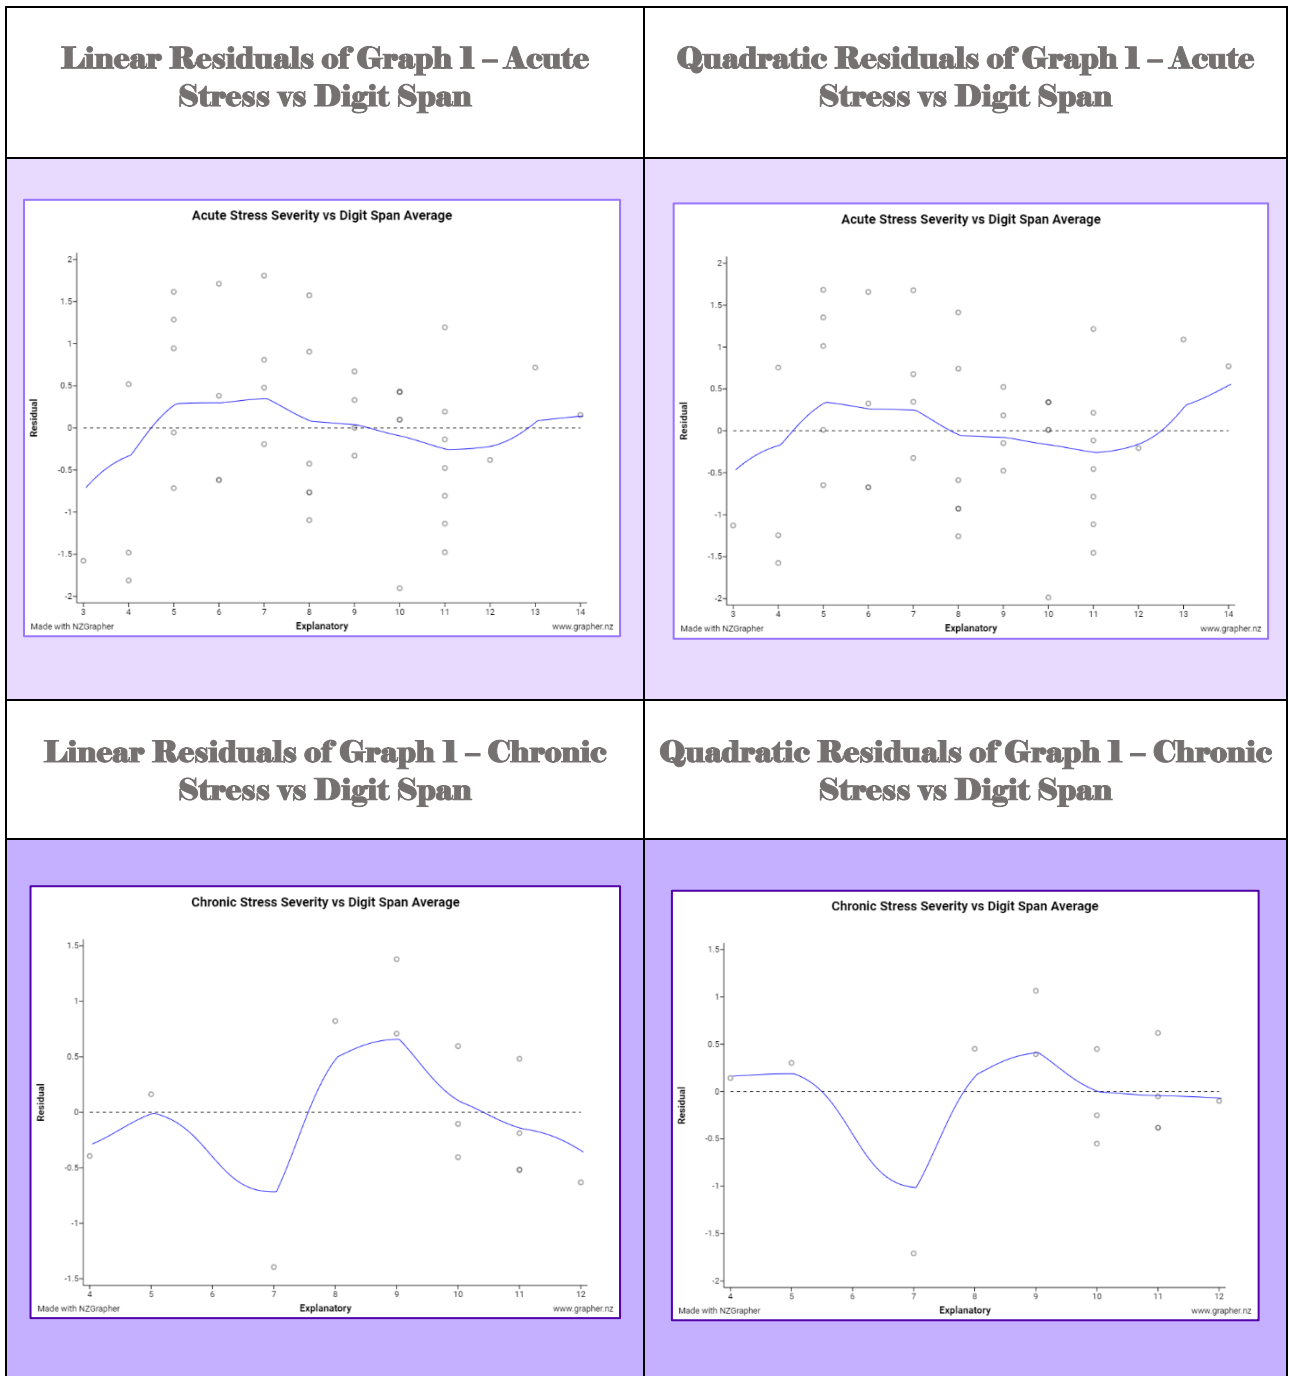 Linear Residuals of Graph 1 – Acute
Stress vs Digit Span
Quadratic Residuals of Graph 1 – Acute
Stress vs Digit Span
Acute Stress Severity vs Digit Span Average
2
1.5
1
0.5
0
-0.5
-1
-1.5
-2
Residual
3 4 5 6 7 8 9 10 11 12 13 14
Made with NZGrapher
Explanatory
www.grapher.nz
Acute Stress Severity vs Digit Span Average
2
1.5
1
0.5
0
-0.5
-1
-1.5
-2
Residual
3 4 5 6 7 8 9 10 11 12 13 14
Made with NZGrapher
Explanatory
www.grapher.nz
Linear Residuals of Graph 1 – Chronic
Stress vs Digit Span
Quadratic Residuals of Graph 1 – Chronic
Stress vs Digit Span
Chronic Stress Severity vs Digit Span Average
1.5
1
0.5
0
-0.5
-1
-1.5
Residual
4 5 6 7 8 9 10 11 12
Made with NZGrapher
Explanatory
www.grapher.nz
Chronic Stress Severity vs Digit Span Average
1.5
1
0.5
0
-0.5
-1
-1.5
-2
Residual
4 5 6 7 8 9 10 11 12
Made with NZGrapher
Explanatory
www.grapher.nz